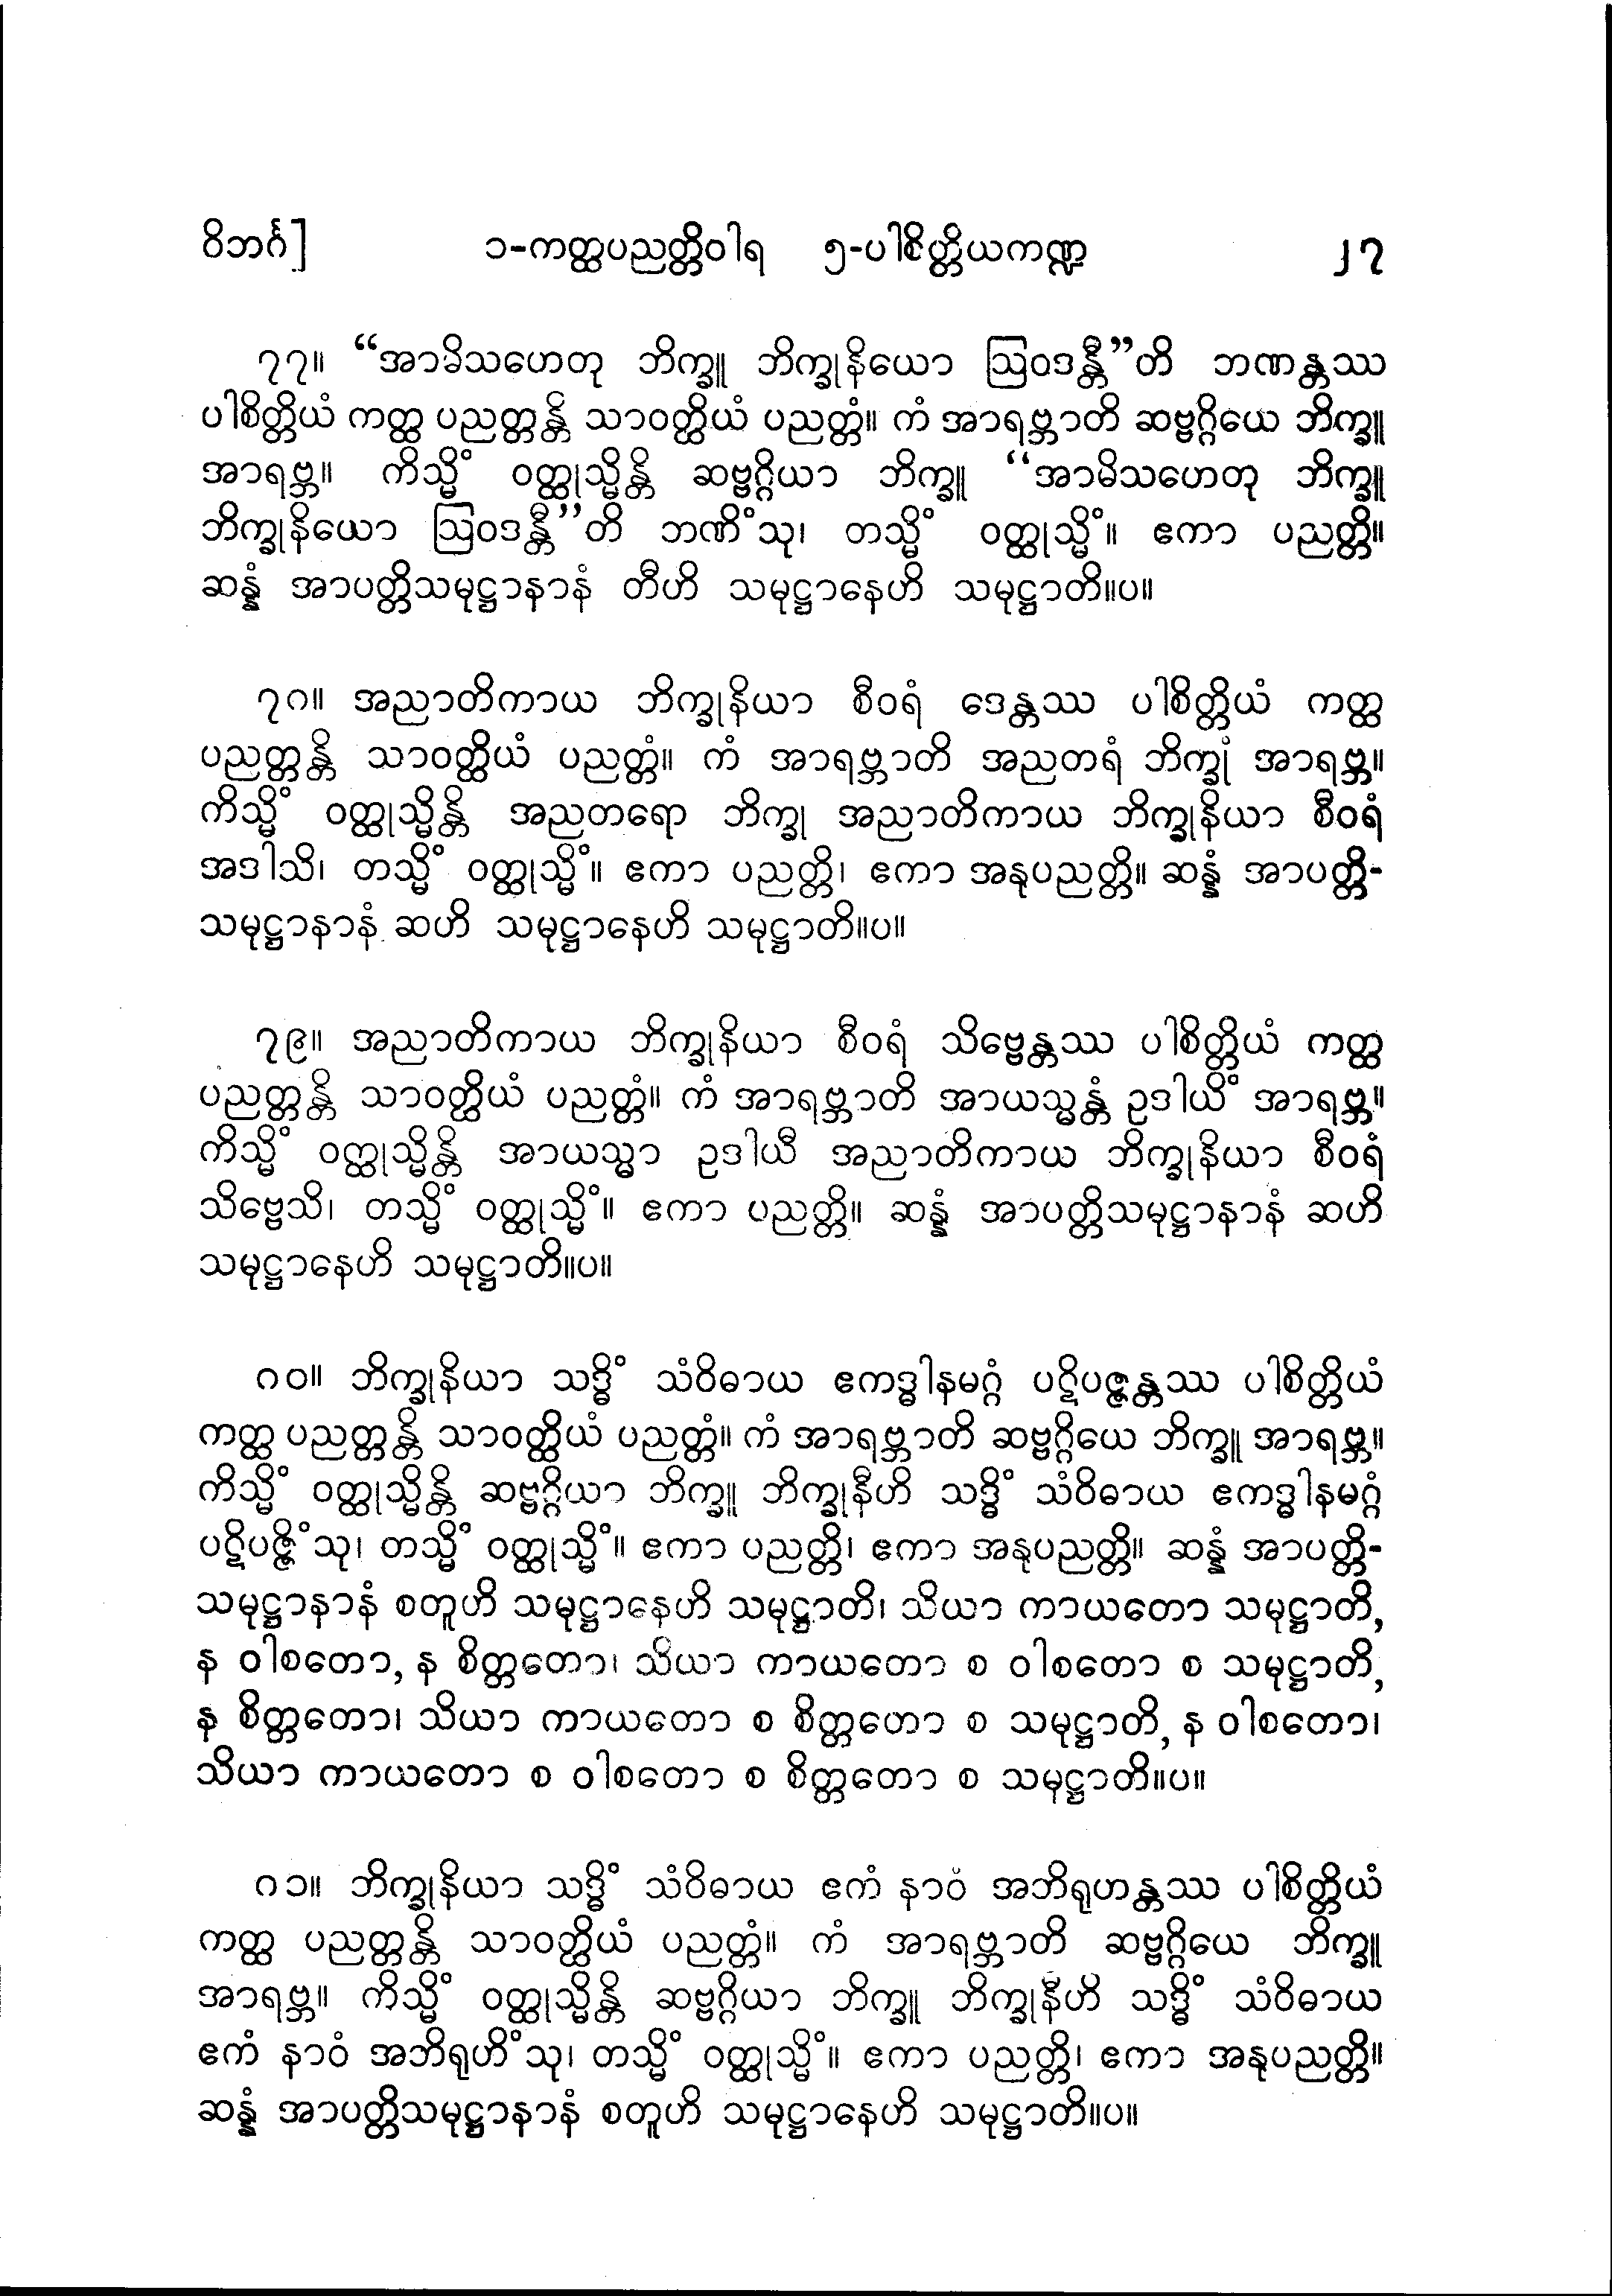 ဝိဘင်္ဂ] ၁-ကတ္ထပညတ္တိဝါရ ၅-ပါစိတ္တိယကဏ္ဍ ၂၇
၇၇။ “အာမိသဟေတု ဘိက္ခူ ဘိက္ခုနိယော ဩဝဒန္တီ”တိ ဘဏန္တဿ
ပါစိတ္တိယံ ကတ္ထ ပညတ္တန္တိ သာဝတ္ထိယံ ပညတ္တံ။ ကံ အာရဗ္ဘာတိ ဆဗ္ဗဂ္ဂိယေ ဘိက္ခူ
အာရဗ္ဘ။ ကိသ္မိံ ဝတ္ထုသ္မိန္တိ ဆဗ္ဗဂ္ဂိယာ ဘိက္ခူ “အာမိသဟေတု ဘိက္ခူ
ဘိက္ခုနိယော ဩဝဒန္တီ”တိ ဘဏိံသု၊ တသ္မိံ ဝတ္ထုသ္မိံ။ ဧကာ ပညတ္တိ။
ဆန္နံ အာပတ္တိသမုဋ္ဌာနာနံ တီဟိ သမုဋ္ဌာနေဟိ သမုဋ္ဌာတိ။ပ။
၇၈။ အညာတိကာယ ဘိက္ခုနိယာ စီဝရံ ဒေန္တဿ ပါစိတ္တိယံ ကတ္ထ
ပညတ္တန္တိ သာဝတ္ထိယံ ပညတ္တံ။ ကံ အာရဗ္ဘာတိ အညတရံ ဘိက္ခုံ အာရဗ္ဘ။
ကိသ္မိံ ဝတ္ထုသ္မိန္တိ အညတရော ဘိက္ခု အညာတိကာယ ဘိက္ခုနိယာ စီဝရံ
အဒါသိ၊ တသ္မိံ ဝတ္ထုသ္မိံ။ ဧကာ ပညတ္တိ၊ ဧကာ အနုပညတ္တိ။ ဆန္နံ အာပတ္တိ-
သမုဋ္ဌာနာနံ ဆဟိ သမုဋ္ဌာနေဟိ သမုဋ္ဌာတိ။ပ။
၇၉။ အညာတိကာယ ဘိက္ခုနိယာ စီဝရံ သိဗ္ဗေန္တဿ ပါစိတ္တိယံ ကတ္ထ
ပညတ္တန္တိ သာဝတ္ထိယံ ပညတ္တံ။ ကံ အာရဗ္ဘာတိ အာယသ္မန္တံ ဥဒါယိံ အာရဗ္ဘ။
ကိသ္မိံ ဝတ္ထုသ္မိန္တိ အာယသ္မာ ဥဒါယီ အညာတိကာယ ဘိက္ခုနိယာ စီဝရံ
သိဗ္ဗေသိ၊ တသ္မိံ ဝတ္ထုသ္မိံ။ ဧကာ ပညတ္တိ။ ဆန္နံ အာပတ္တိသမုဋ္ဌာနာနံ ဆဟိ
သမုဋ္ဌာနေဟိ သမုဋ္ဌာတိ။ပ။
၈၀။ ဘိက္ခုနိယာ သဒ္ဓိံ သံဝိဓာယ ဧကဒ္ဓါနမဂ္ဂံ ပဋိပဇ္ဇန္တဿ ပါစိတ္တိယံ
ကတ္ထ ပညတ္တန္တိ သာဝတ္ထိယံ ပညတ္တံ။ ကံ အာရဗ္ဘာတိ ဆဗ္ဗဂ္ဂိယေ ဘိက္ခူ အာရဗ္ဘ။
ကိသ္မိံ ဝတ္ထုသ္မိန္တိ ဆဗ္ဗဂ္ဂိယာ ဘိက္ခူ ဘိက္ခုနီဟိ သဒ္ဓိံ သံဝိဓာယ ဧကဒ္ဓါနမဂ္ဂံ
ပဋိပဇ္ဇိံသု၊ တသ္မိံ ဝတ္ထုသ္မိံ။ ဧကာ ပညတ္တိ၊ ဧကာ အနုပညတ္တိ။ ဆန္နံ အာပတ္တိ-
သမုဋ္ဌာနာနံ စတူဟိ သမုဋ္ဌာနေဟိ သမုဋ္ဌာတိ၊ သိယာ ကာယတော သမုဋ္ဌာတိ,
န ဝါစတော, န စိတ္တတော၊ သိယာ ကာယတော စ ဝါစတော စ သမုဋ္ဌာတိ,
န စိတ္တတော၊ သိယာ ကာယတော စ စိတ္တတော စ သမုဋ္ဌာတိ, န ဝါစတော၊
သိယာ ကာယတော စ ဝါစတော စ စိတ္တတော စ သမုဋ္ဌာတိ။ပ။
၈၁။ ဘိက္ခုနိယာ သဒ္ဓိံ သံဝိဓာယ ဧကံ နာဝံ အဘိရုဟန္တဿ ပါစိတ္တိယံ
ကတ္ထ ပညတ္တန္တိ သာဝတ္ထိယံ ပညတ္တံ။ ကံ အာရဗ္ဘာတိ ဆဗ္ဗဂ္ဂိယေ ဘိက္ခူ
အာရဗ္ဘ။ ကိသ္မိံ ဝတ္ထုသ္မိန္တိ ဆဗ္ဗဂ္ဂိယာ ဘိက္ခူ ဘိက္ခုနီဟိ သဒ္ဓိံ သံဝိဓာယ
ဧကံ နာဝံ အဘိရုဟိံသု၊ တသ္မိံ ဝတ္ထုသ္မိံ။ ဧကာ ပညတ္တိ၊ ဧကာ အနုပညတ္တိ။
ဆန္နံ အာပတ္တိသမုဋ္ဌာနာနံ စတူဟိ သမုဋ္ဌာနေဟိ သမုဋ္ဌာတိ။ပ။